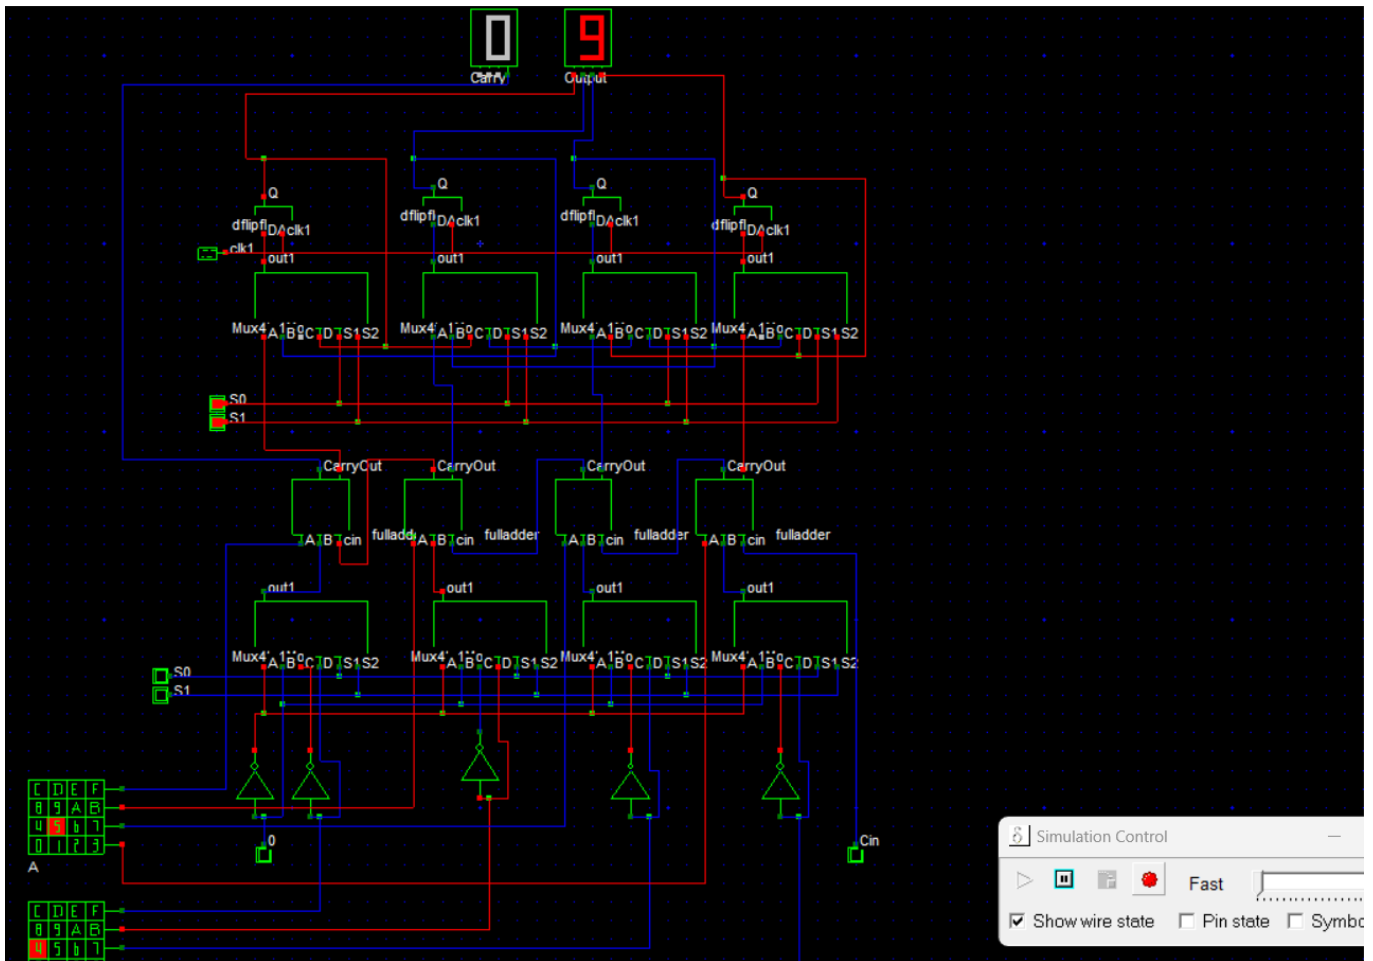 0 9
Carry Output
Q Q Q Q
dflipfl D clk1 dflipfl D clk1 dflipfl D clk1 dflipfl D clk1
clk1 out1 out1 out1 out1
Mux4 A B C D S1 S2 Mux4 A C D S1 S2 Mux4 A B C D S1 S2 Mux4 A B C D S1 S2
S0
S1
CarryOut CarryOut CarryOut CarryOut
A B cin A B cin fulladder A B cin fulladder A B cin fulladder
out1 out1 out1 out1
Mux4 A B C D S1 S2 Mux4 A B C D S1 S2 Mux4 A B C D S1 S2 Mux4 A B C D S1 S2
S0
S1
C D E F
8 9 A B
4 5 6 7
0 1 2 3
A
0 Cin
C D E F
8 9 A B
4 5 6 7
Simulation Control
Fast
Show wire state Pin state Symbo